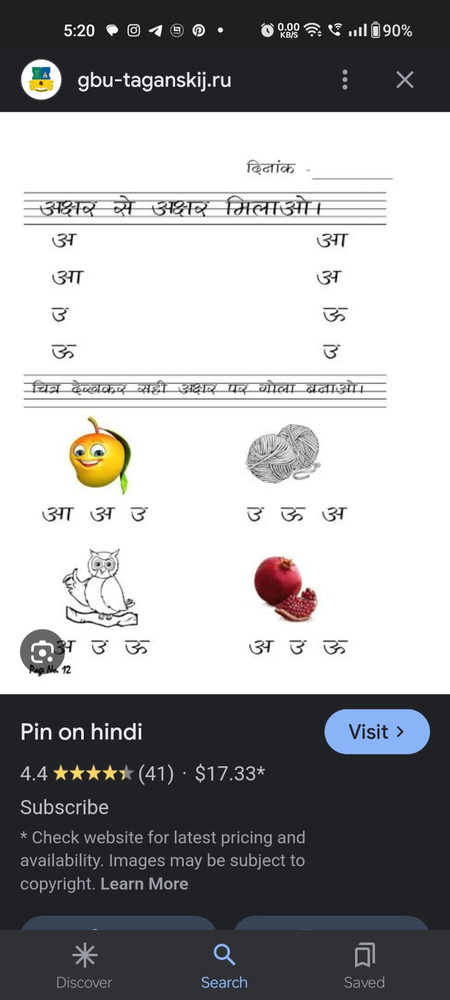 5:20 0.00 KB/S 90%
gbu-taganskij.ru
दिनांक -
अक्षर से अक्षर मिलाओ।
अ आ
आ अ
उ ऊ
ऊ उ
चित्र देखकर सही अक्षर पर गोला बनाओ।
आ अ उ उ ऊ अ
अ उ ऊ अ उ ऊ
Page No. 12
Pin on hindi
Visit >
4.4 (41) · $17.33*
Subscribe
* Check website for latest pricing and
availability. Images may be subject to
copyright. Learn More
Discover Search Saved